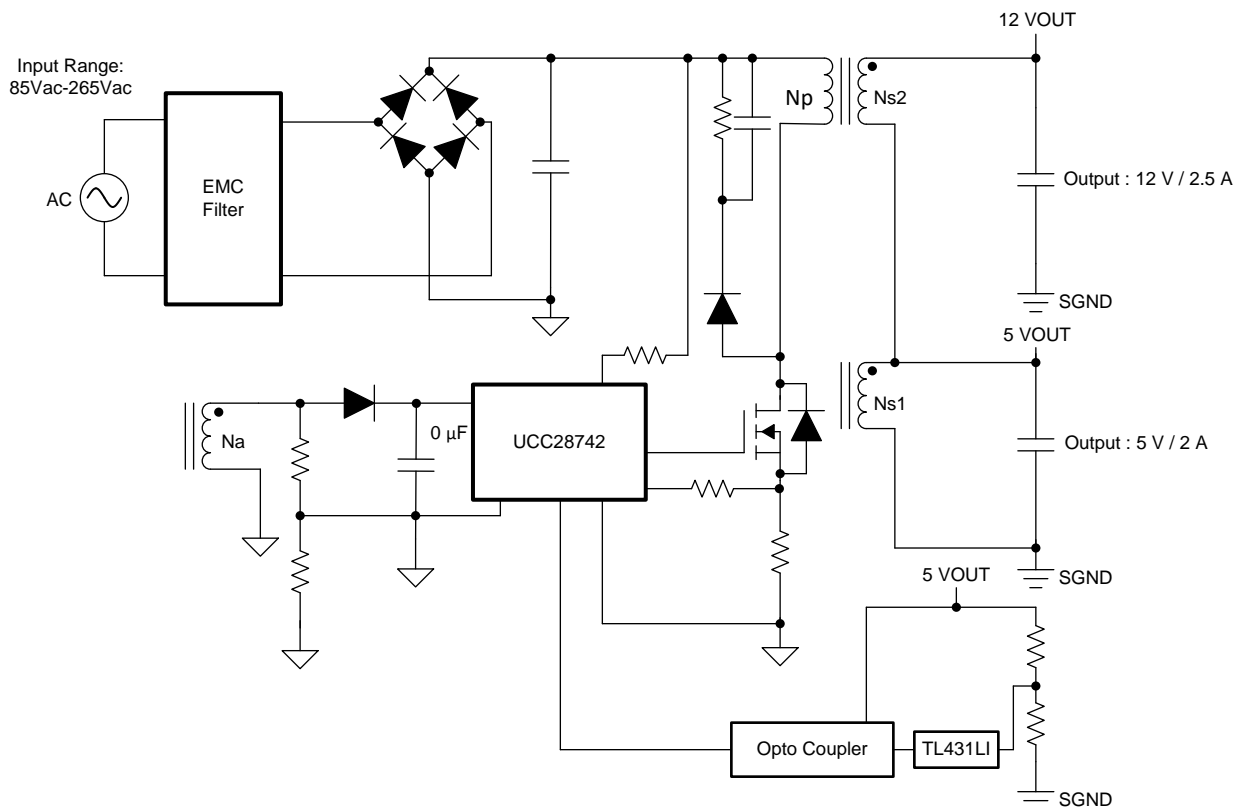 12 VOUT
Input Range:
85Vac-265Vac
Np
Ns2
AC
EMC
Filter
Output : 12 V / 2.5 A
SGND
5 VOUT
Na
0 µF
UCC28742
Ns1
Output : 5 V / 2 A
SGND
5 VOUT
Opto Coupler
TL431LI
SGND